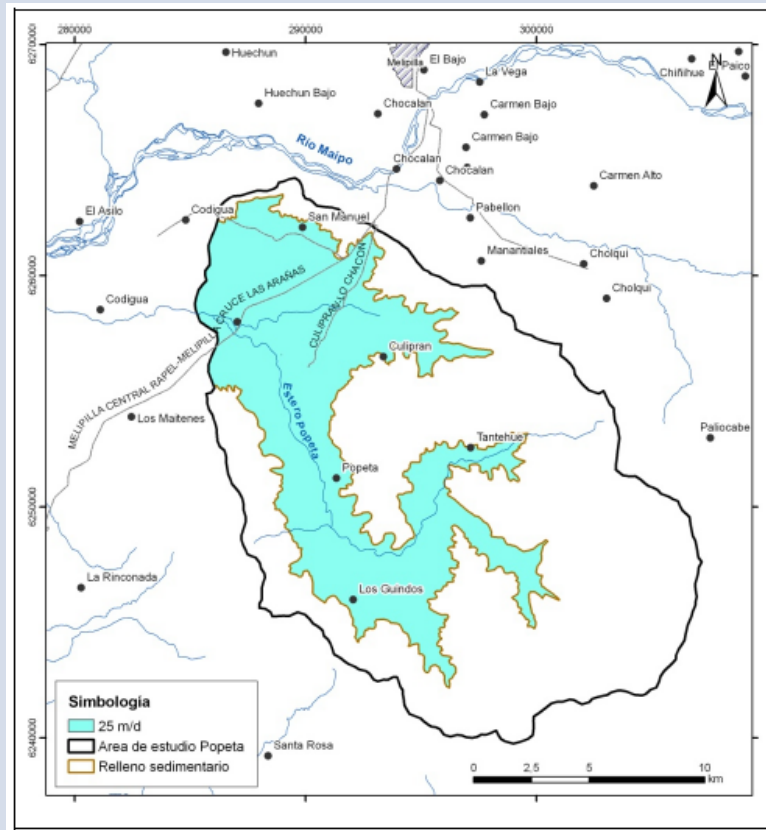 280000
290000
300000
6270000
6260000
6250000
6240000
Huechun
Melipilla
El Bajo
La Vega
Chiñihue
El Paico
N
Huechun Bajo
Chocalan
Carmen Bajo
Río Maipo
Carmen Bajo
Chocalan
Chocalan
Carmen Alto
El Asilo
Codigua
San Manuel
Pabellon
Manantiales
Cholqui
Cholqui
Codigua
MELIPILLA CENTRAL RAPEL-MELIPILLA CRUCE LAS ARAÑAS
CULIPRAN-LO CHACON
Culipran
Estero Popeta
Los Maitenes
Tantehue
Paliocabe
Popeta
La Rinconada
Los Guindos
Santa Rosa
Simbología
25 m/d
Area de estudio Popeta
Relleno sedimentario
0 2.5 5 10
km